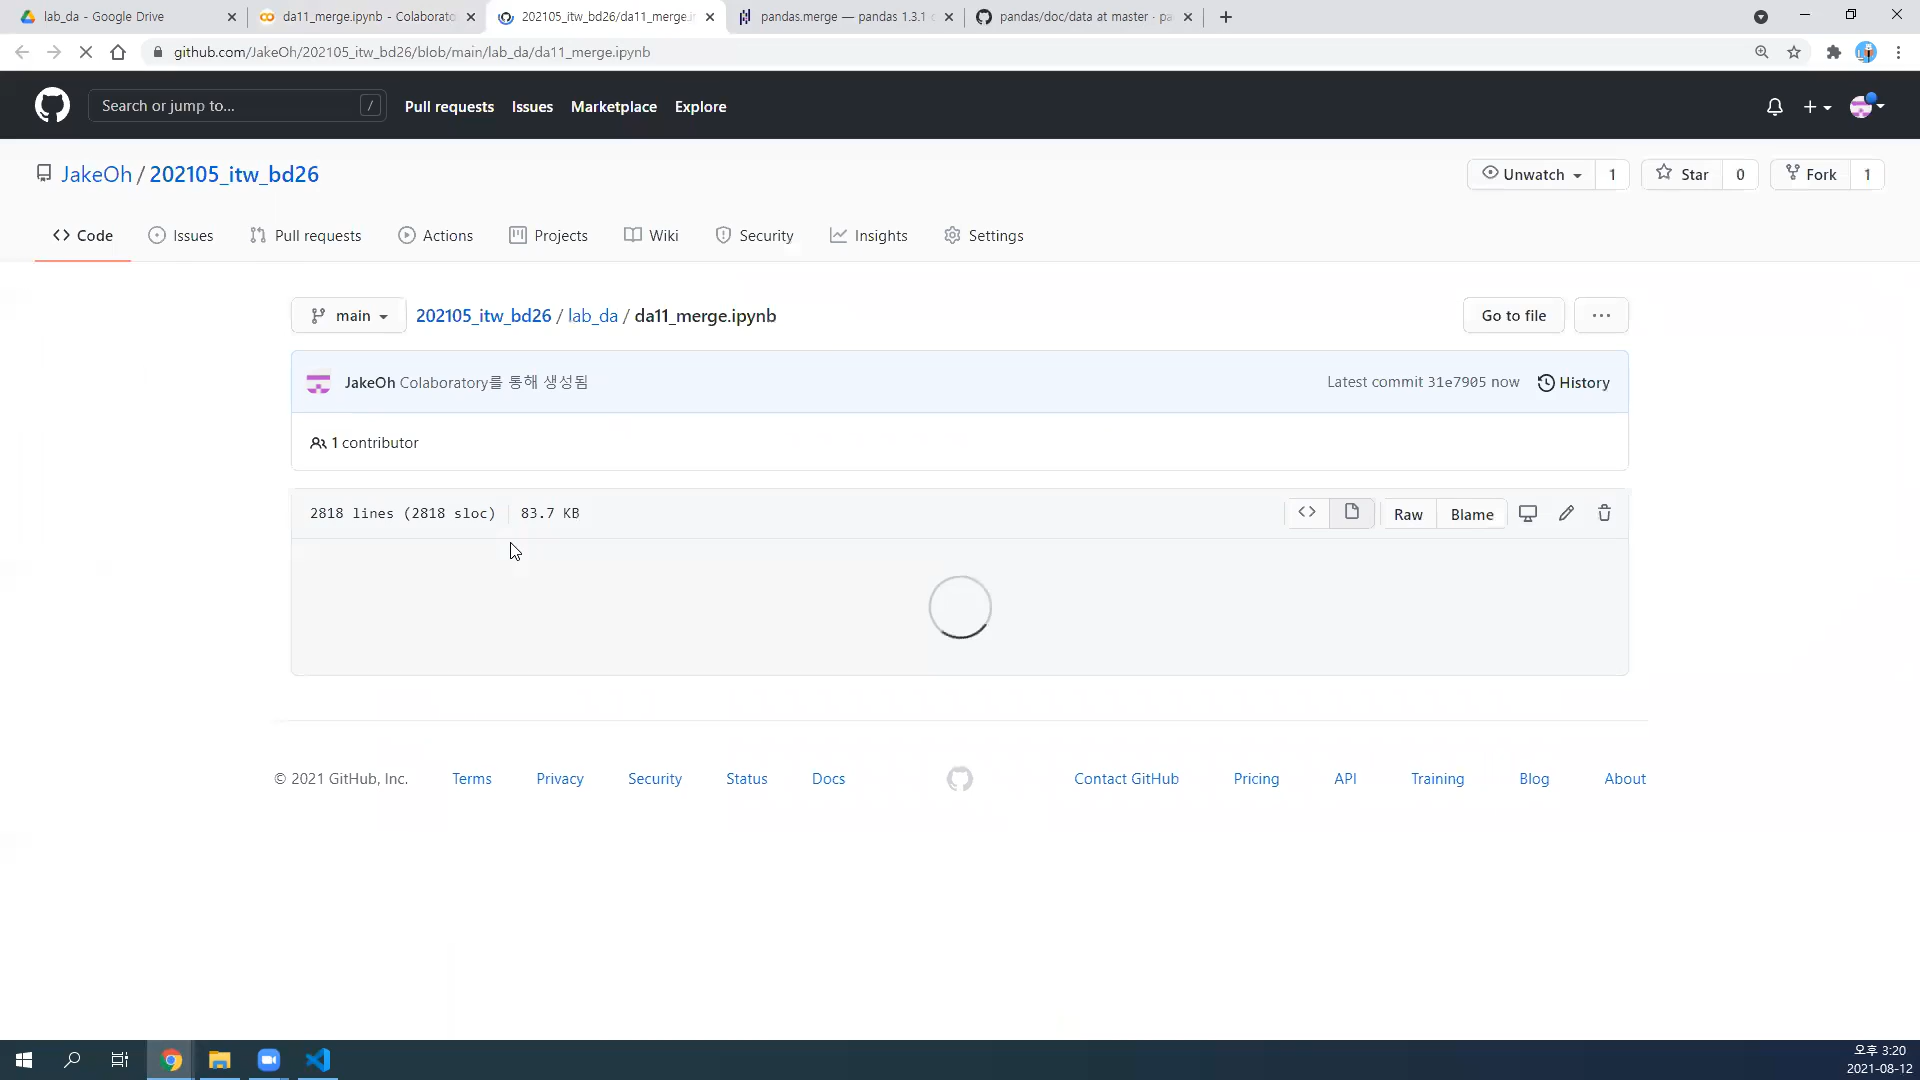 lab_da - Google Drive
da11_merge.ipynb - Colaborato
202105_itw_bd26/da11_merge.i
pandas.merge — pandas 1.3.1
pandas/doc/data at master · pa
github.com/JakeOh/202105_itw_bd26/blob/main/lab_da/da11_merge.ipynb
Search or jump to...
/
Pull requests
Issues
Marketplace
Explore
JakeOh / 202105_itw_bd26
Unwatch 1
Star 0
Fork 1
Code
Issues
Pull requests
Actions
Projects
Wiki
Security
Insights
Settings
main
202105_itw_bd26 / lab_da / da11_merge.ipynb
Go to file
JakeOh Colaboratory를 통해 생성됨
Latest commit 31e7905 now
History
1 contributor
2818 lines (2818 sloc)
83.7 KB
Raw
Blame
© 2021 GitHub, Inc.
Terms
Privacy
Security
Status
Docs
Contact GitHub
Pricing
API
Training
Blog
About
오후 3:20
2021-08-12